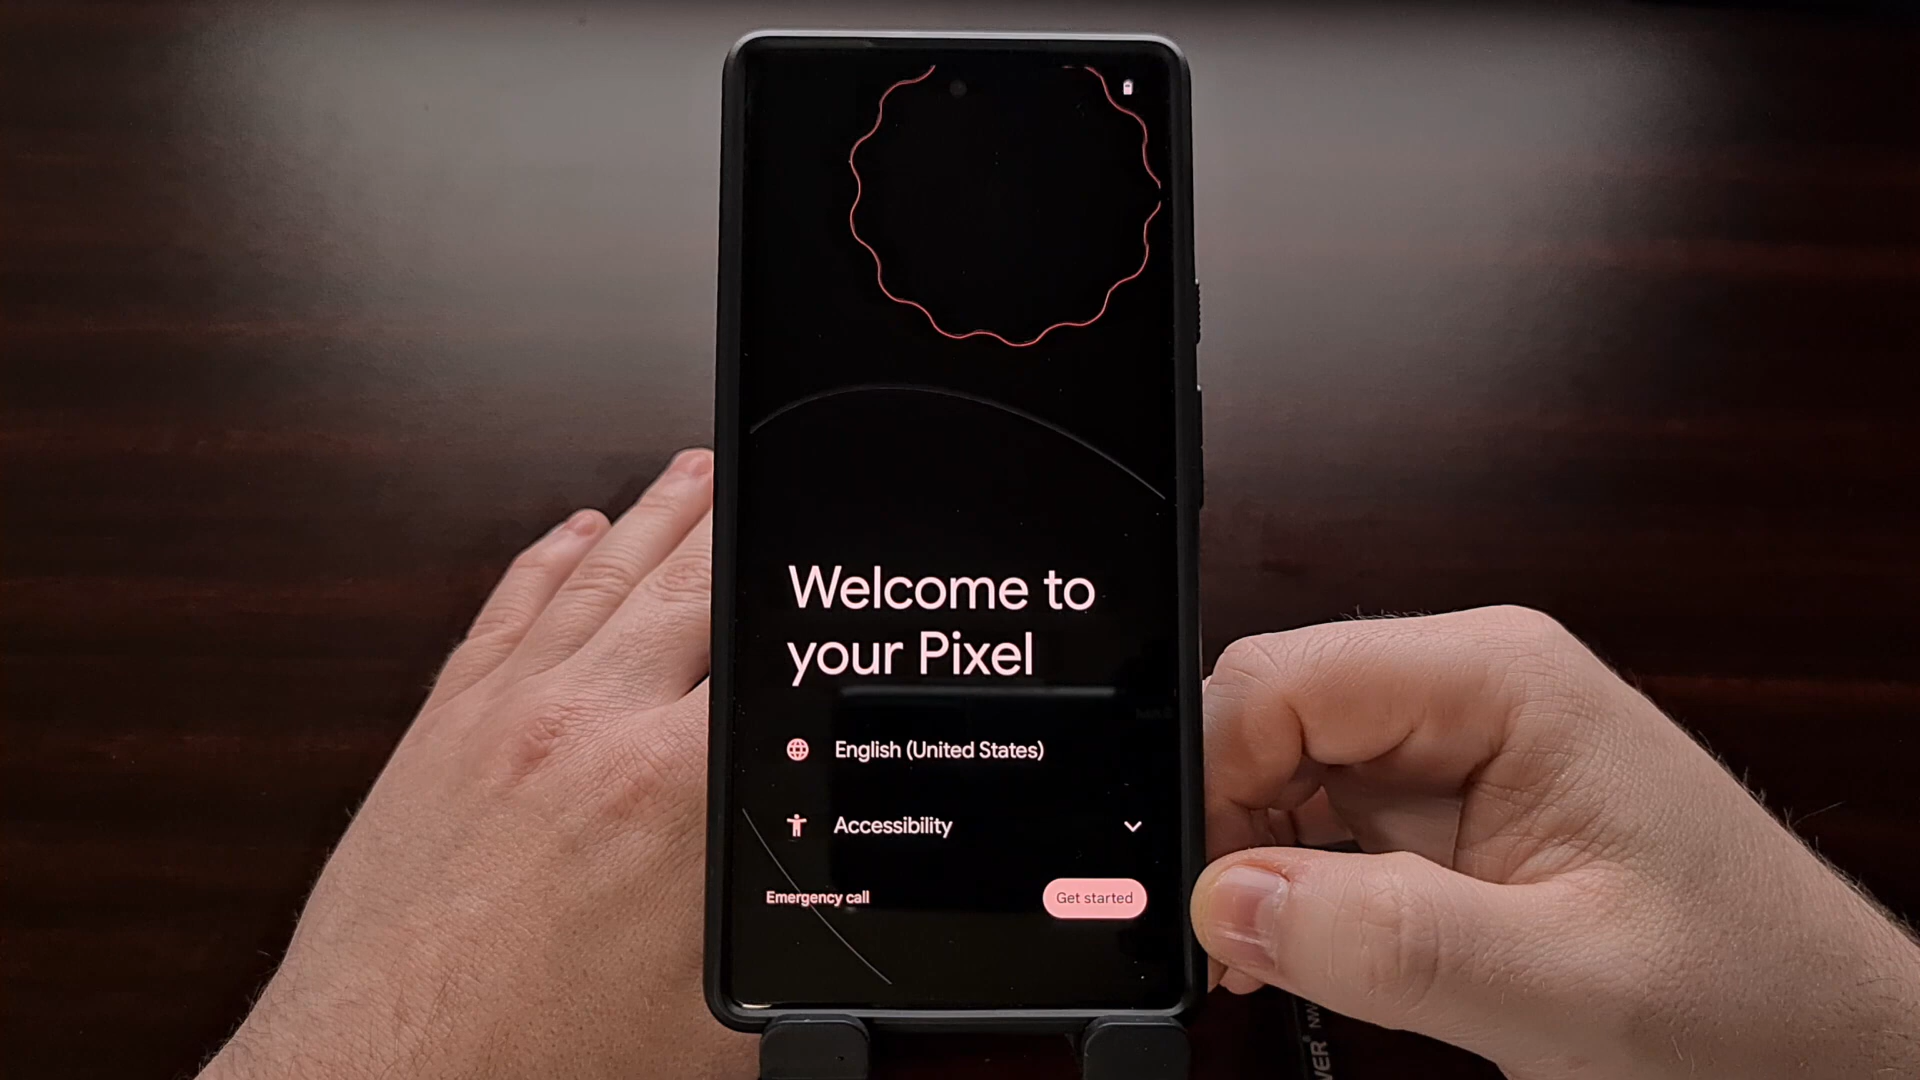 Welcome to
your Pixel
English (United States)
Accessibility
Emergency call
Get started